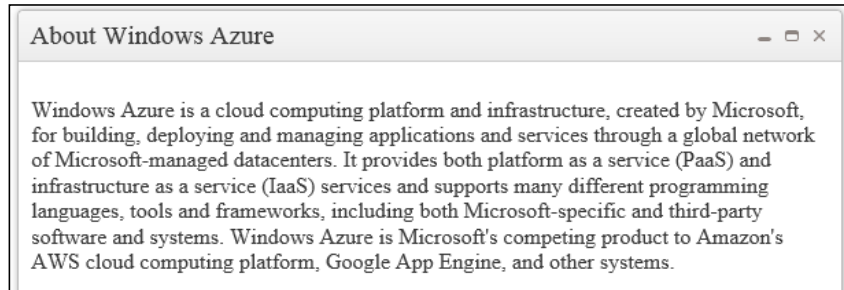 About Windows Azure
Windows Azure is a cloud computing platform and infrastructure, created by Microsoft,
for building, deploying and managing applications and services through a global network
of Microsoft-managed datacenters. It provides both platform as a service (PaaS) and
infrastructure as a service (IaaS) services and supports many different programming
languages, tools and frameworks, including both Microsoft-specific and third-party
software and systems. Windows Azure is Microsoft's competing product to Amazon's
AWS cloud computing platform, Google App Engine, and other systems.